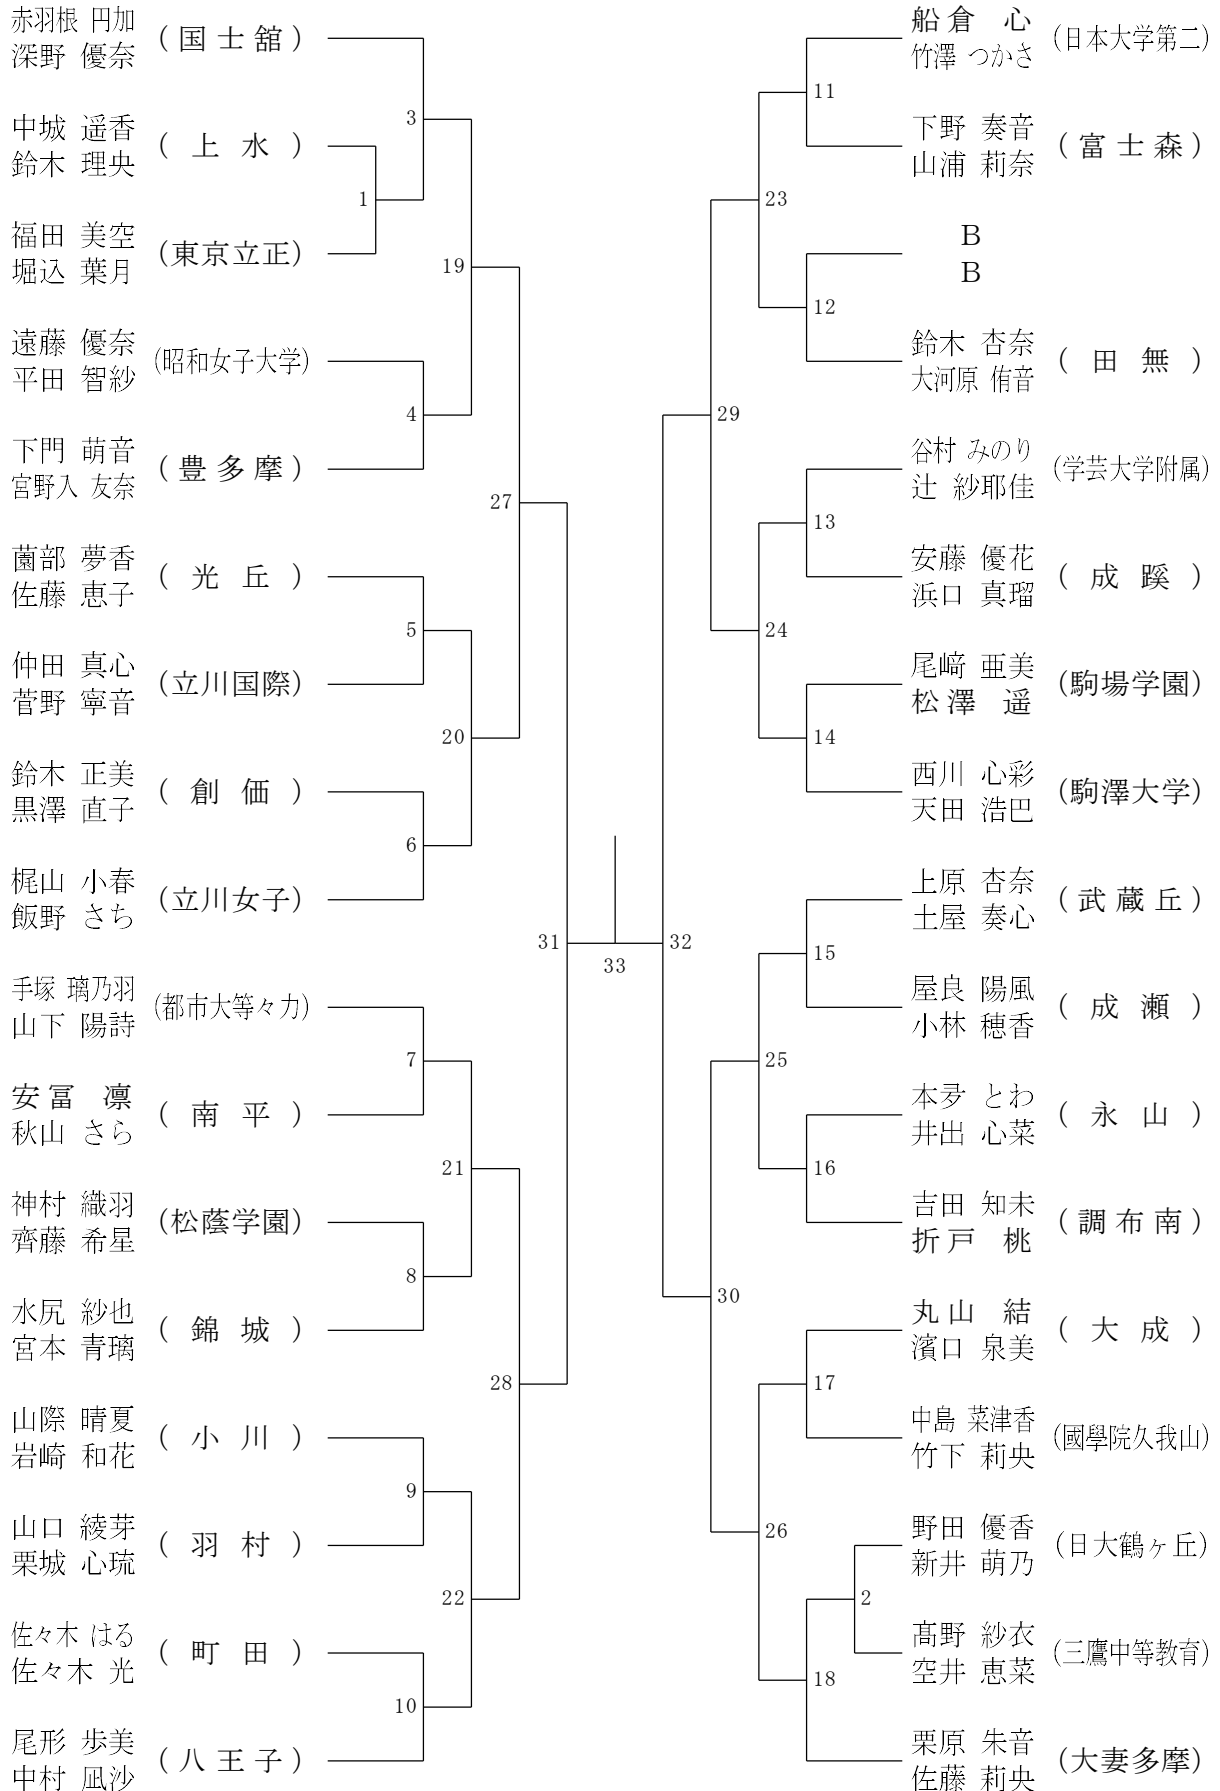 赤羽根 円加
深野 優奈
(国士舘)
中城 遥香
鈴木 理央
(上水)
1
3
福田 美空
堀込 葉月
(東京立正)
19
遠藤 優奈
平田 智紗
(昭和女子大学)
4
下門 萌音
宮野入 友奈
(豊多摩)
27
薗部 夢香
佐藤 恵子
(光丘)
5
仲田 真心
菅野 寧音
(立川国際)
20
鈴木 正美
黒澤 直子
(創価)
6
梶山 小春
飯野 さち
(立川女子)
31
33
手塚 璃乃羽
山下 陽詩
(都市大等々力)
7
安冨 凛
秋山 さら
(南平)
21
神村 織羽
齊藤 希星
(松蔭学園)
8
水尻 紗也
宮本 青璃
(錦城)
28
山際 晴夏
岩崎 和花
(小川)
9
山口 綾芽
栗城 心琉
(羽村)
22
佐々木 はる
佐々木 光
(町田)
10
尾形 歩美
中村 凪沙
(八王子)
船倉 心
竹澤 つかさ
(日本大学第二)
11
下野 奏音
山浦 莉奈
(富士森)
23
B
B
12
鈴木 杏奈
大河原 侑音
(田無)
29
谷村 みのり
辻 紗耶佳
(学芸大学附属)
13
安藤 優花
浜口 真瑠
(成蹊)
24
尾﨑 亜美
松澤 遥
(駒場学園)
14
西川 心彩
天田 浩巴
(駒澤大学)
32
上原 杏奈
土屋 奏心
(武蔵丘)
15
屋良 陽風
小林 穂香
(成瀬)
25
本夛 とわ
井出 心菜
(永山)
16
吉田 知未
折戸 桃
(調布南)
30
丸山 結
濱口 泉美
(大成)
17
中島 菜津香
竹下 莉央
(國學院久我山)
26
野田 優香
新井 萌乃
(日大鶴ヶ丘)
2
髙野 紗衣
空井 恵菜
(三鷹中等教育)
18
栗原 朱音
佐藤 莉央
(大妻多摩)